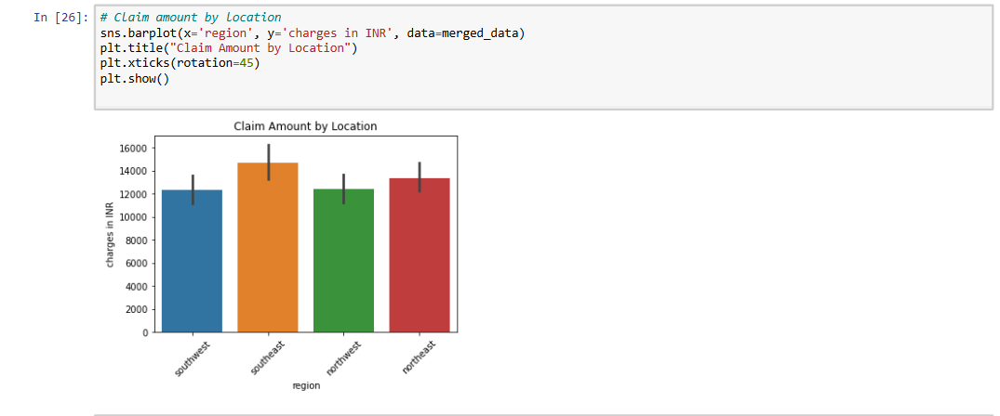 In [26]: # Claim amount by Location
sns.barplot(x='region', y='charges in INR', data=merged_data)
plt.title("Claim Amount by Location")
plt.xticks(rotation=45)
plt.show()
Claim Amount by Location
16000
14000
12000
10000
8000
6000
4000
2000
0
charges in INR
southwest
southeast
northwest
northeast
region